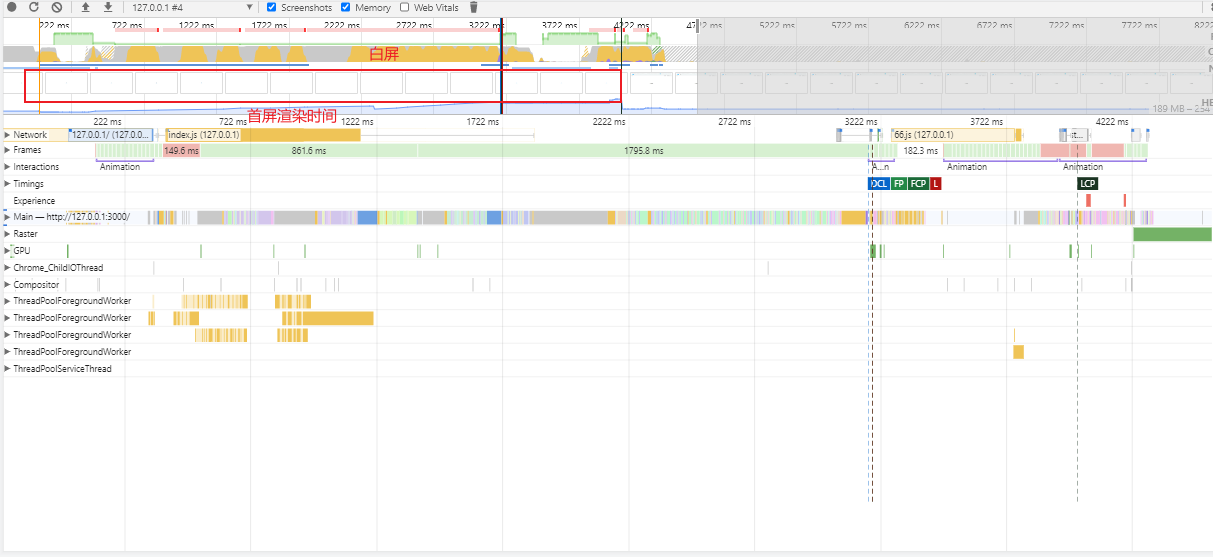 127.0.0.1 #4 Screenshots Memory Web Vitals
222 ms 722 ms 1222 ms 1722 ms 2222 ms 2722 ms 3222 ms 3722 ms 4222 ms 47 ms 5222 ms 5722 ms 6222 ms 6722 ms 7222 ms 7722 ms 8222
白屏
HE
189 MB – 254
首屏渲染时间
222 ms 722 ms 1222 ms 1722 ms 2222 ms 2722 ms 3222 ms 3722 ms 4222 ms
Network 127.0.0.1/ (127.0.0... index.js (127.0.0.1) 66.js (127.0.0.1) it...
Frames 149.6 ms 861.6 ms 1795.8 ms 182.3 ms
Interactions Animation A...n Animation Animation
Timings DCL FP FCP L LCP
Experience
Main — http://127.0.0.1:3000/
Raster
GPU
Chrome_ChildIOThread
Compositor
ThreadPoolForegroundWorker
ThreadPoolForegroundWorker
ThreadPoolForegroundWorker
ThreadPoolForegroundWorker
ThreadPoolServiceThread